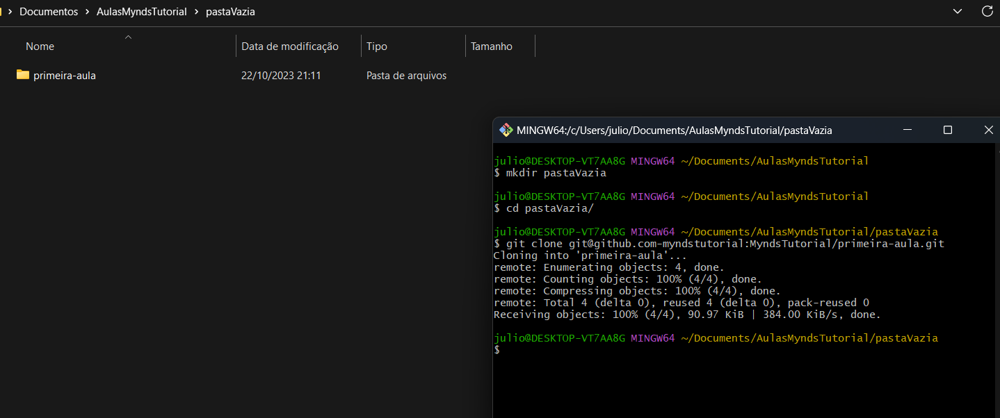 Documentos > AulasMyndsTutorial > pastaVazia
Nome Data de modificação Tipo Tamanho
primeira-aula 22/10/2023 21:11 Pasta de arquivos
MINGW64:/c/Users/julio/Documents/AulasMyndsTutorial/pastaVazia
julio@DESKTOP-VT7AA8G MINGW64 ~/Documents/AulasMyndsTutorial
$ mkdir pastaVazia
julio@DESKTOP-VT7AA8G MINGW64 ~/Documents/AulasMyndsTutorial
$ cd pastaVazia/
julio@DESKTOP-VT7AA8G MINGW64 ~/Documents/AulasMyndsTutorial/pastaVazia
$ git clone git@github.com-myndstutorial:MyndsTutorial/primeira-aula.git
Cloning into 'primeira-aula'...
remote: Enumerating objects: 4, done.
remote: Counting objects: 100% (4/4), done.
remote: Compressing objects: 100% (4/4), done.
remote: Total 4 (delta 0), reused 4 (delta 0), pack-reused 0
Receiving objects: 100% (4/4), 90.97 KiB | 384.00 KiB/s, done.
julio@DESKTOP-VT7AA8G MINGW64 ~/Documents/AulasMyndsTutorial/pastaVazia
$